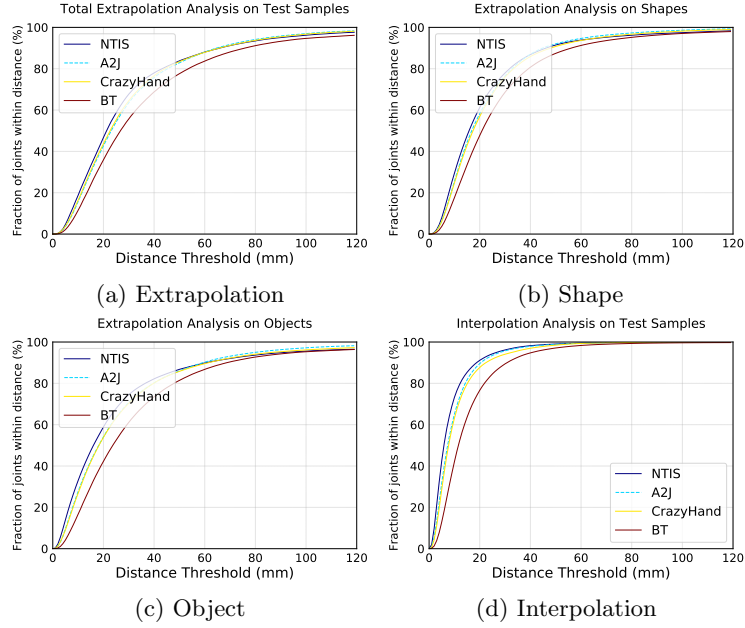 Total Extrapolation Analysis on Test Samples
Fraction of joints within distance (%)
100
80
60
40
20
0
NTIS
A2J
CrazyHand
BT
0 20 40 60 80 100 120
Distance Threshold (mm)
(a) Extrapolation
Extrapolation Analysis on Shapes
Fraction of joints within distance (%)
100
80
60
40
20
0
NTIS
A2J
CrazyHand
BT
0 20 40 60 80 100 120
Distance Threshold (mm)
(b) Shape
Extrapolation Analysis on Objects
Fraction of joints within distance (%)
100
80
60
40
20
0
NTIS
A2J
CrazyHand
BT
0 20 40 60 80 100 120
Distance Threshold (mm)
(c) Object
Interpolation Analysis on Test Samples
Fraction of joints within distance (%)
100
80
60
40
20
0
NTIS
A2J
CrazyHand
BT
0 20 40 60 80 100 120
Distance Threshold (mm)
(d) Interpolation